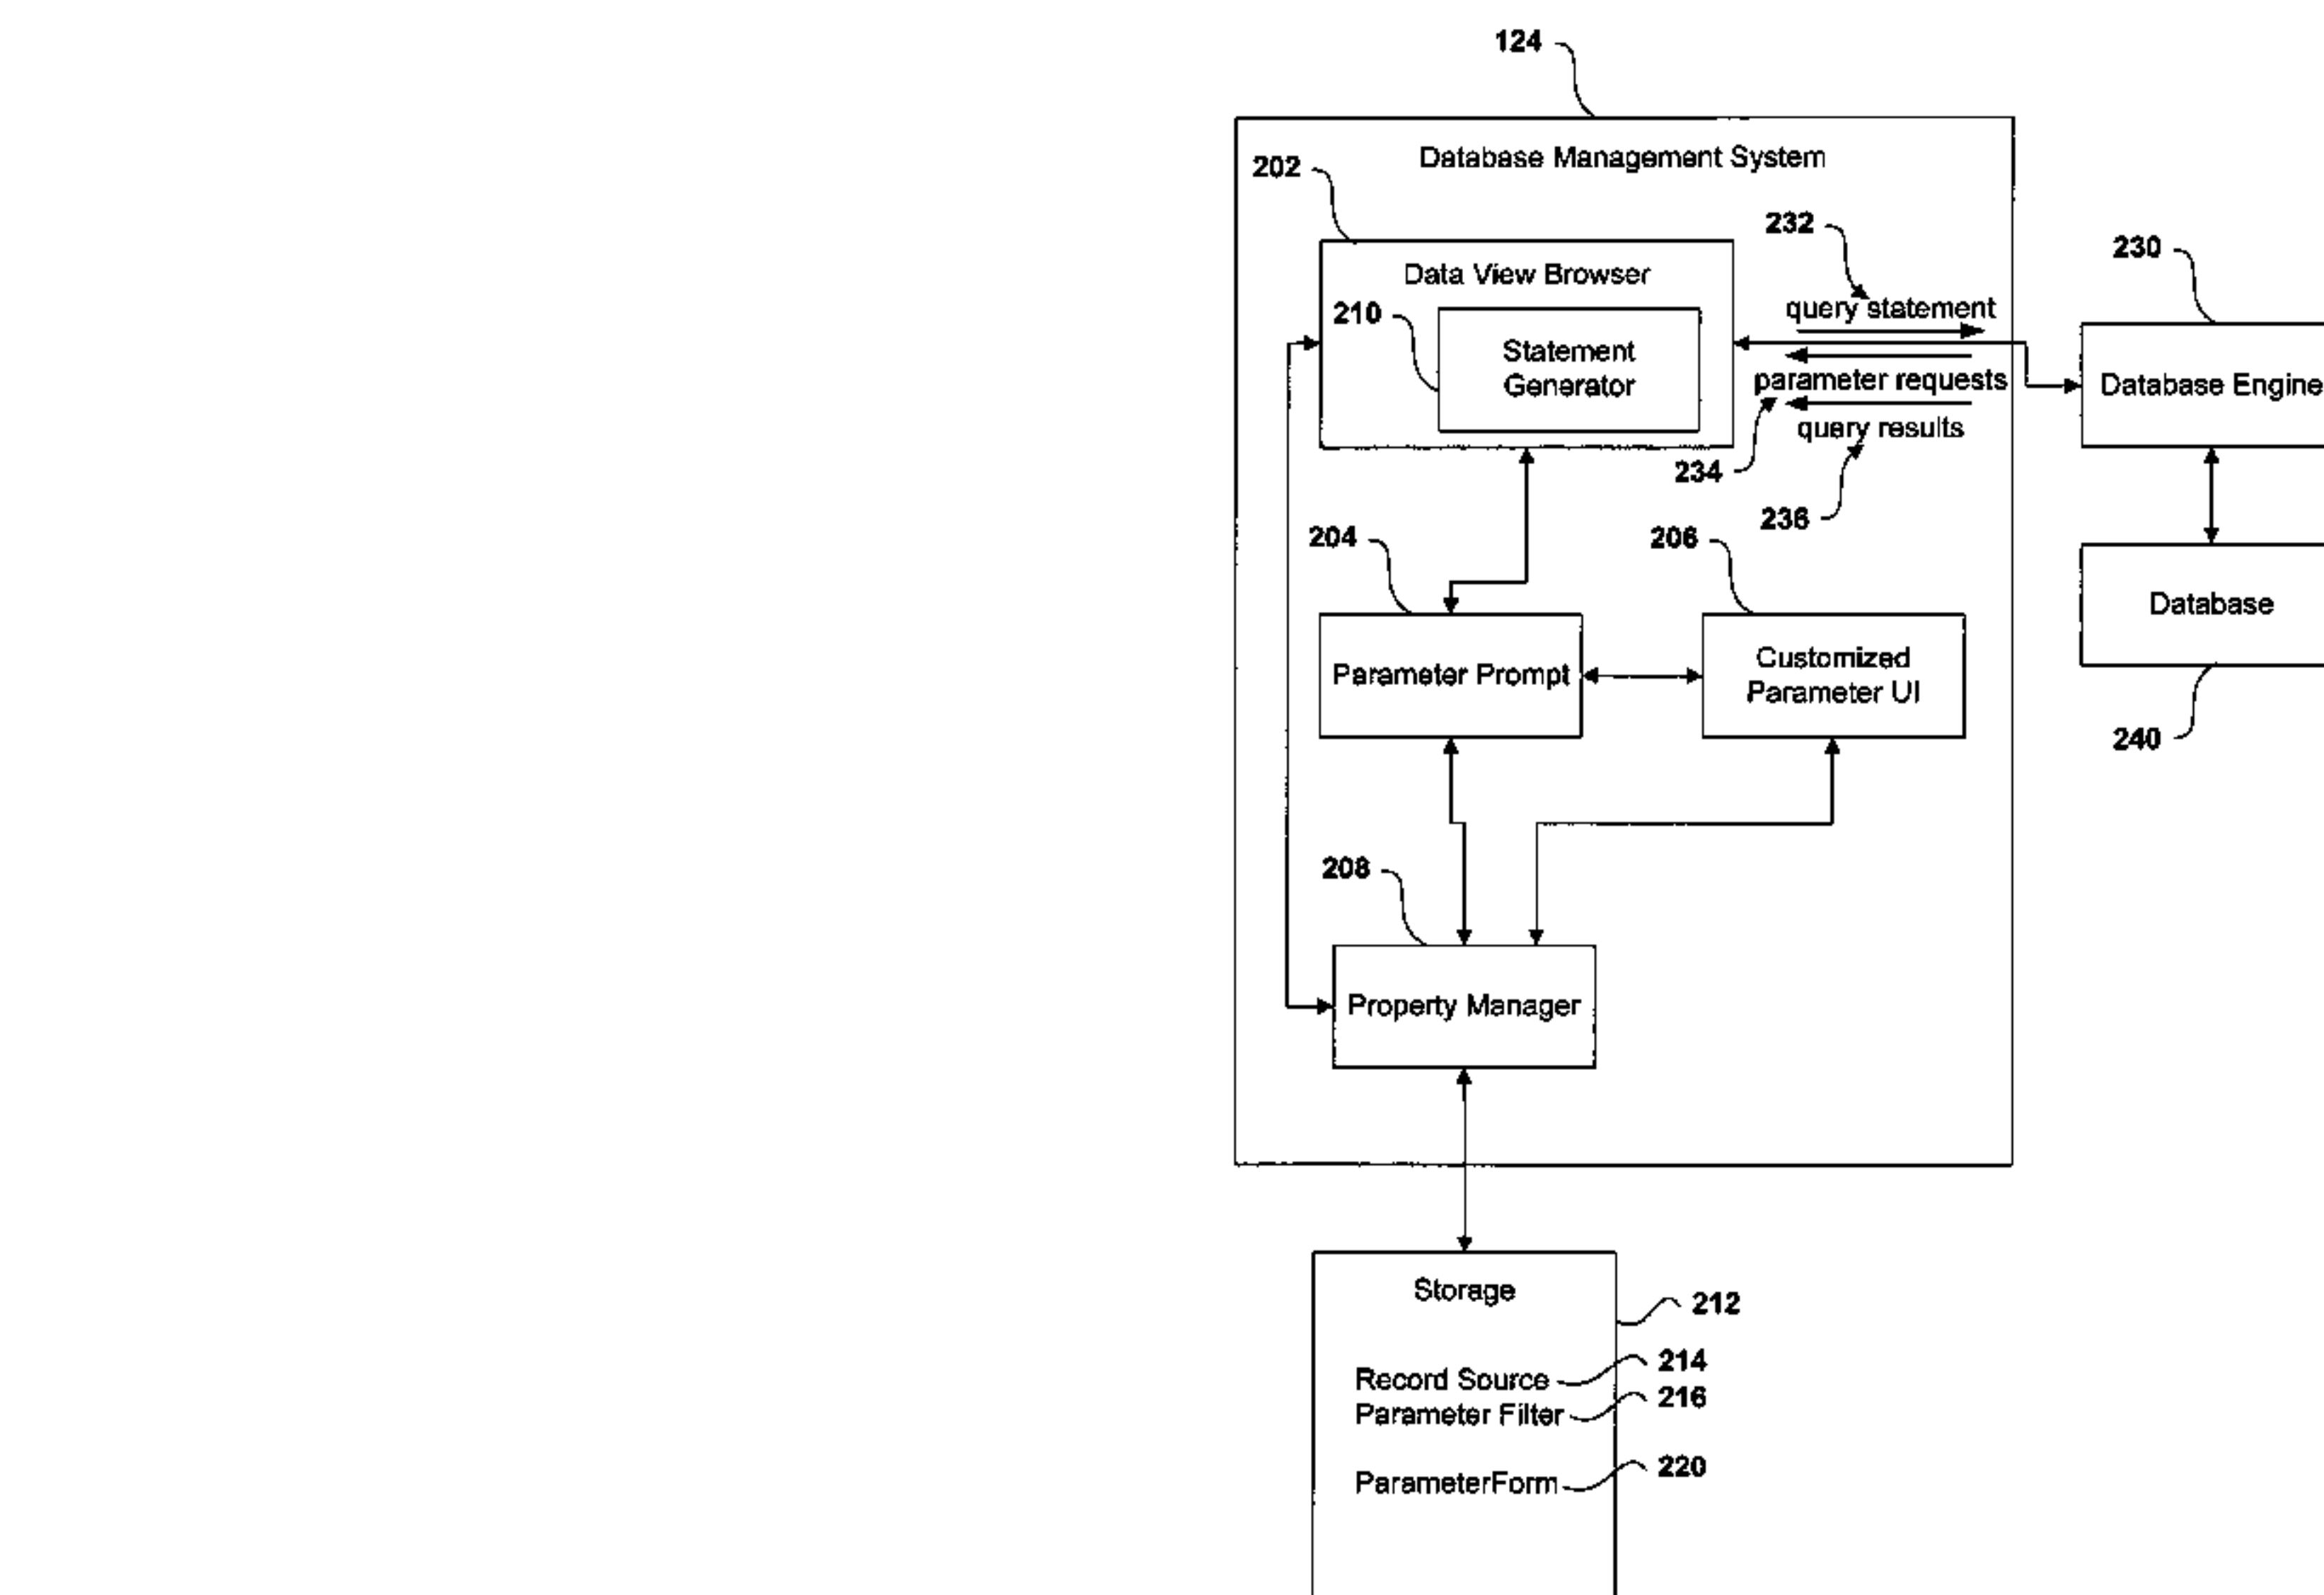 124
Database Management System
202
232
230
Data View Browser
210
query statement
Statement
Generator
parameter requests
Database Engine
query results
234
236
204
206
Database
Parameter Prompt
Customized
Parameter UI
240
208
Property Manager
Storage
212
Record Source
214
Parameter Filter
216
ParameterForm
220